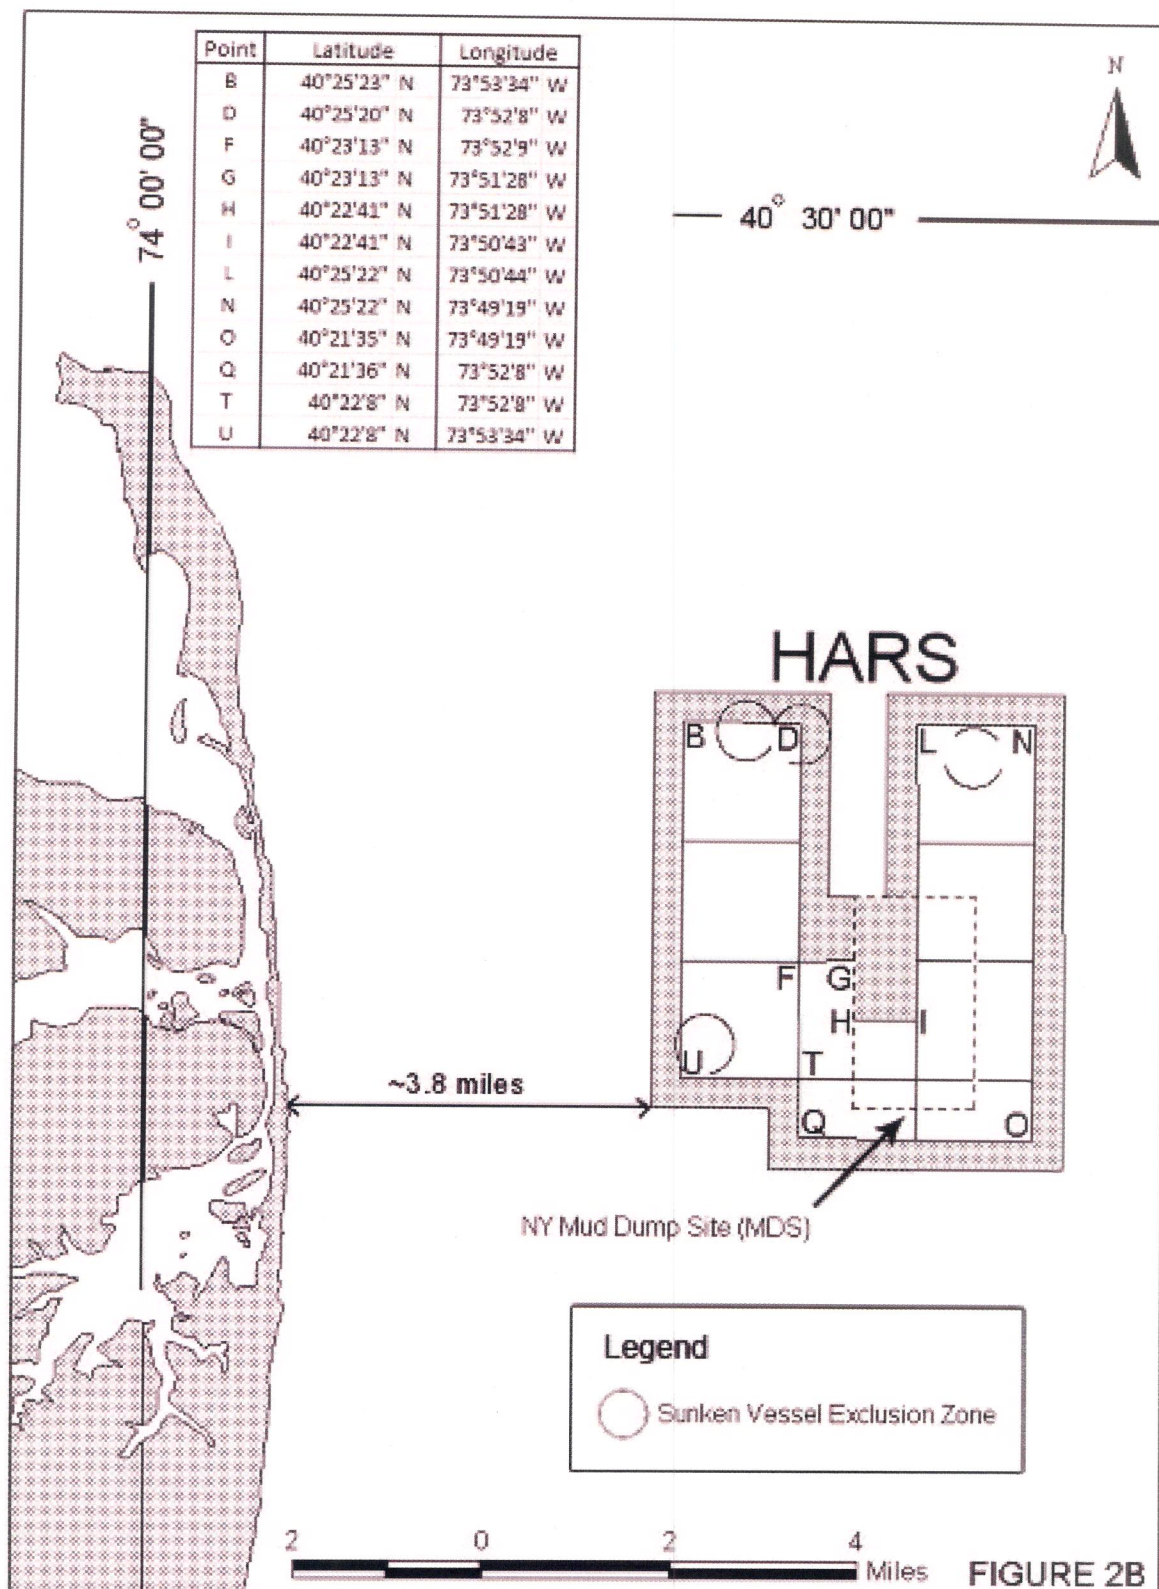 Point Latitude Longitude
B 40°25'23" N 73°53'34" W
D 40°25'20" N 73°52'8" W
F 40°23'13" N 73°52'9" W
G 40°23'13" N 73°51'28" W
H 40°22'41" N 73°51'28" W
I 40°22'41" N 73°50'43" W
L 40°25'22" N 73°50'44" W
N 40°25'22" N 73°49'19" W
O 40°21'35" N 73°49'19" W
Q 40°21'36" N 73°52'8" W
T 40°22'8" N 73°52'8" W
U 40°22'8" N 73°53'34" W
N
74° 00' 00"
40° 30' 00"
HARS
B D L N
F G
H I
U T
Q O
~3.8 miles
NY Mud Dump Site (MDS)
Legend
Sunken Vessel Exclusion Zone
2 0 2 4
Miles
FIGURE 2B